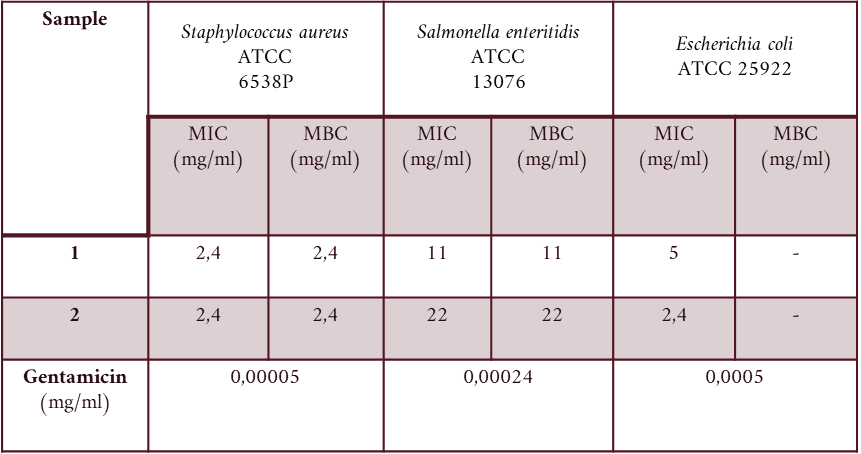 Sample
Staphylococcus aureus
ATCC
6538P
Salmonella enteritidis
ATCC
13076
Escherichia coli
ATCC 25922
MIC
(mg/ml)
MBC
(mg/ml)
MIC
(mg/ml)
MBC
(mg/ml)
MIC
(mg/ml)
MBC
(mg/ml)
1 2,4 2,4 11 11 5 -
2 2,4 2,4 22 22 2,4 -
Gentamicin
(mg/ml)
0,00005 0,00024 0,0005